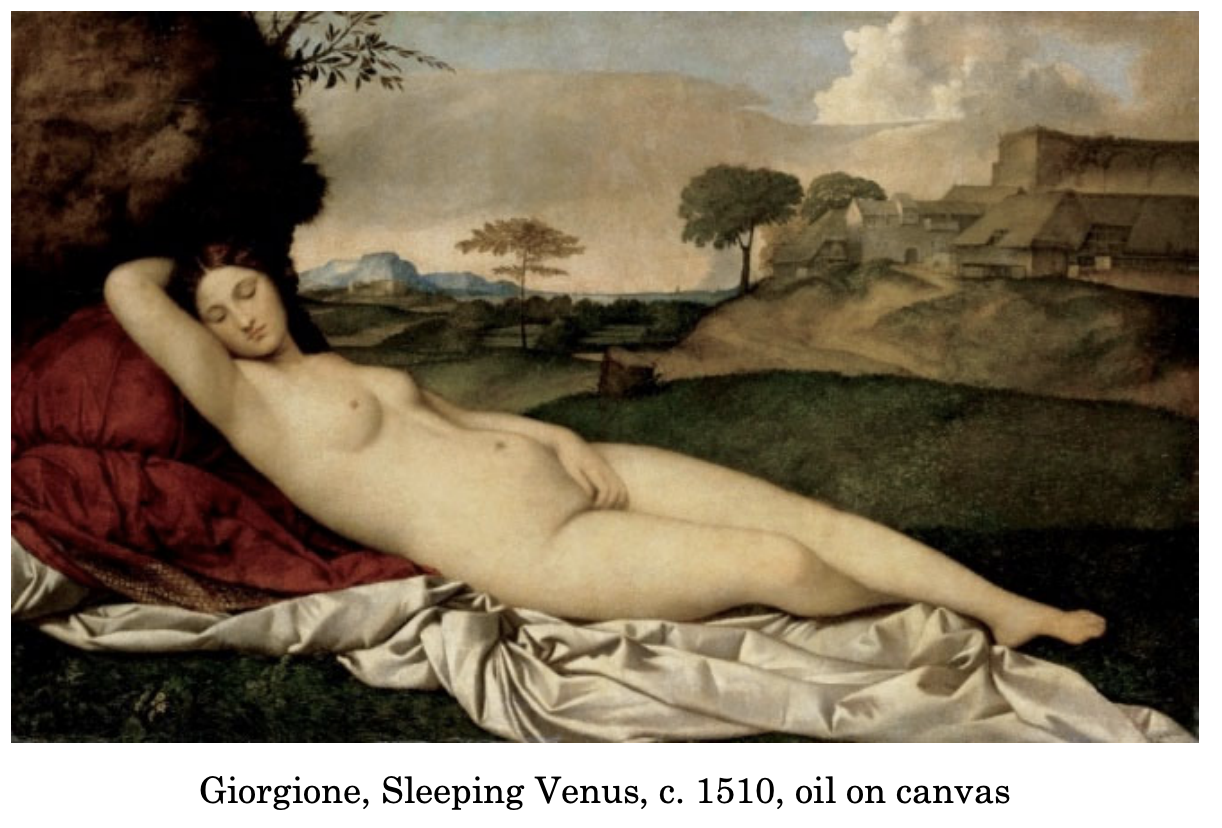 Giorgione, Sleeping Venus, c. 1510, oil on canvas